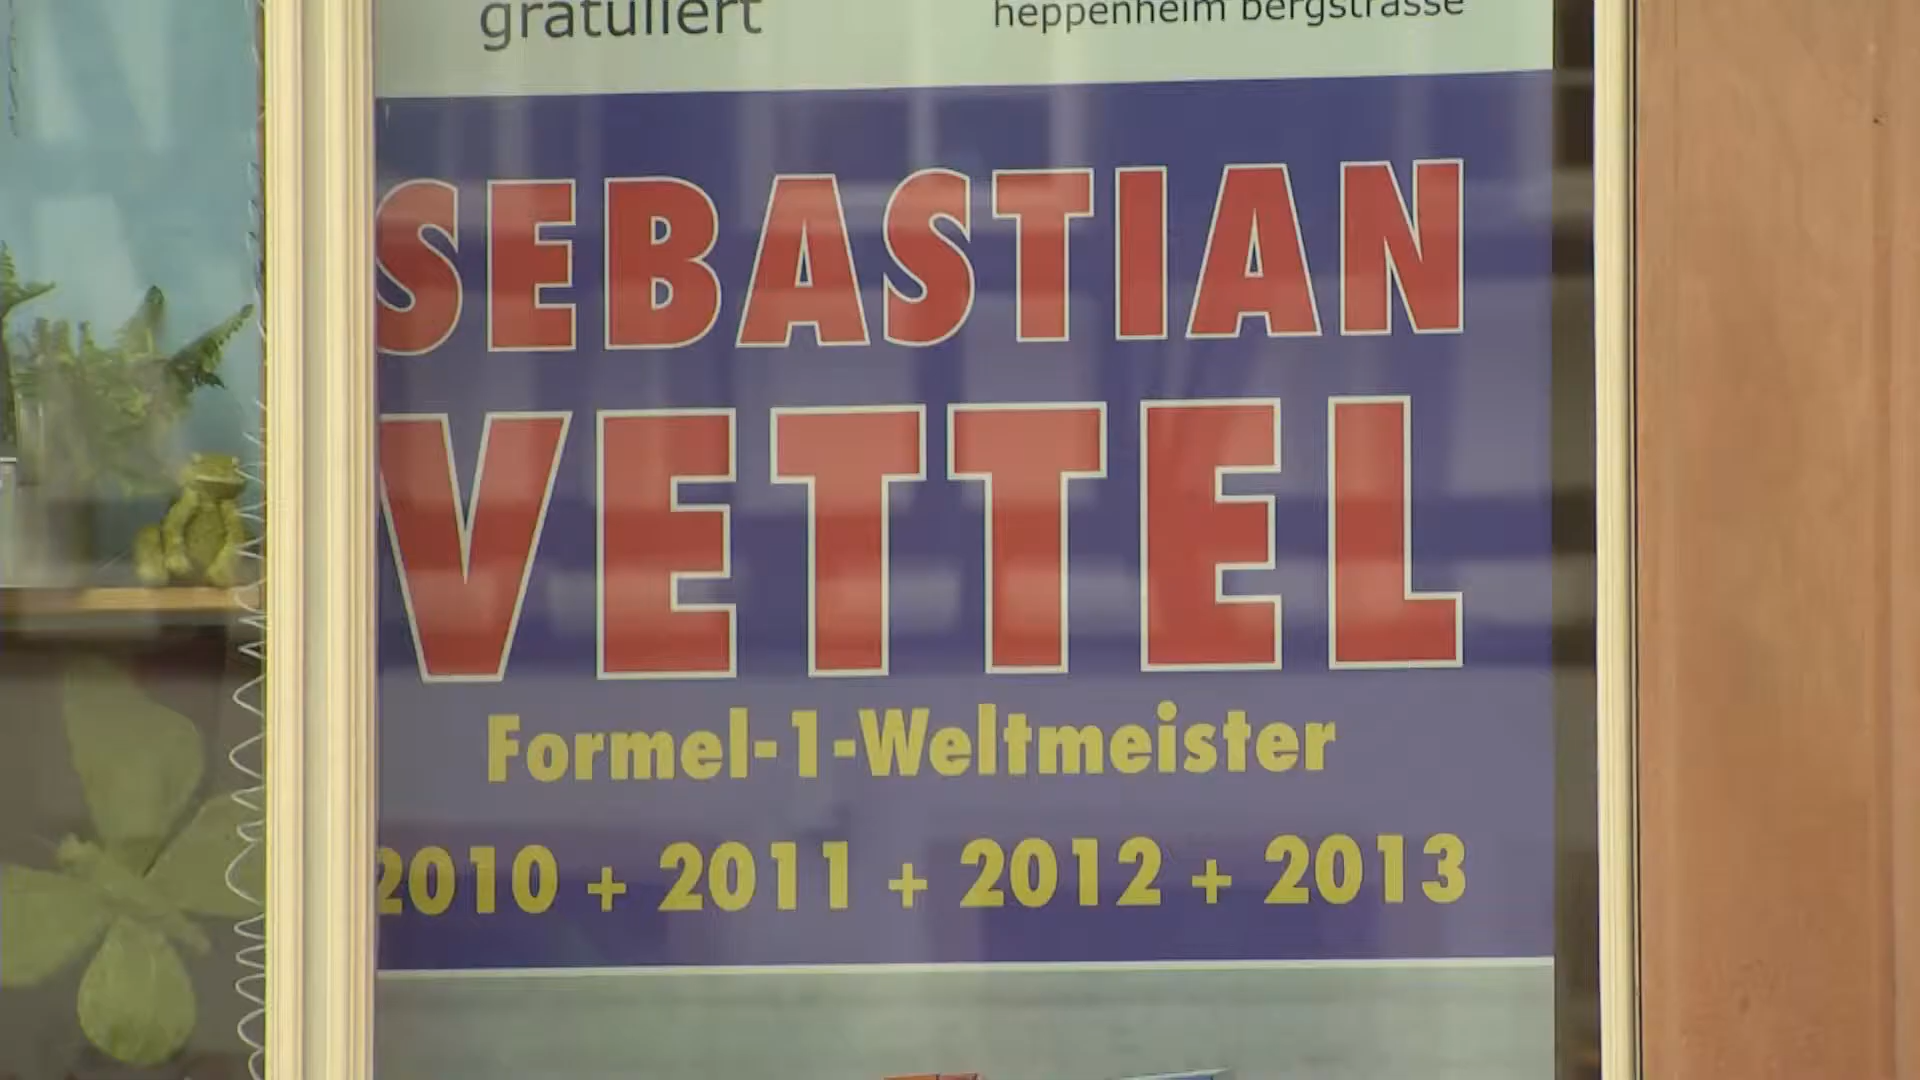 gratuliert
heppenheim bergstrasse
SEBASTIAN
VETTEL
Formel-1-Weltmeister
2010 + 2011 + 2012 + 2013